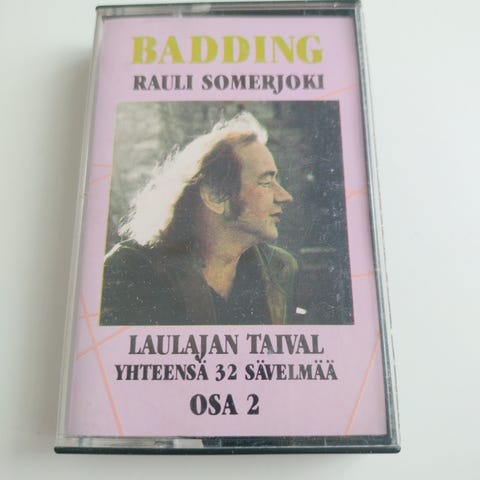 BADDING
RAULI SOMERJOKI
LAULAJAN TAIVAL
YHTEENSÄ 32 SÄVELMÄÄ
OSA 2